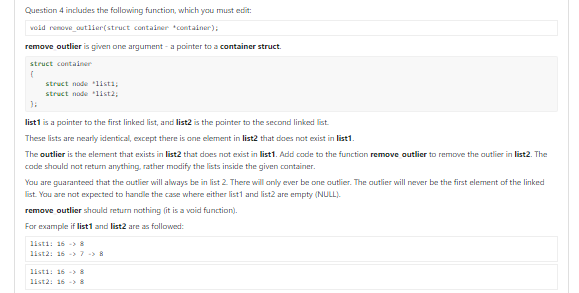 Question 4 includes the following function, which you must edit:
void remove_outlier(struct container *container);
remove outlier is given one argument - a pointer to a container struct.
struct container
{
struct node *list1;
struct node *list2;
};
list1 is a pointer to the first linked list, and list2 is the pointer to the second linked list.
These lists are nearly identical, except there is one element in list2 that does not exist in list1.
The outlier is the element that exists in list2 that does not exist in list1. Add code to the function remove outlier to remove the outlier in list2. The
code should not return anything, rather modify the lists inside the given container.
You are guaranteed that the outlier will always be in list 2. There will only ever be one outlier. The outlier will never be the first element of the linked
list. You are not expected to handle the case where either list1 and list2 are empty (NULL).
remove outlier should return nothing (it is a void function).
For example if list1 and list2 are as followed:
list1: 16 -> 8
list2: 16 -> 7 -> 8
list1: 16 -> 8
list2: 16 -> 8